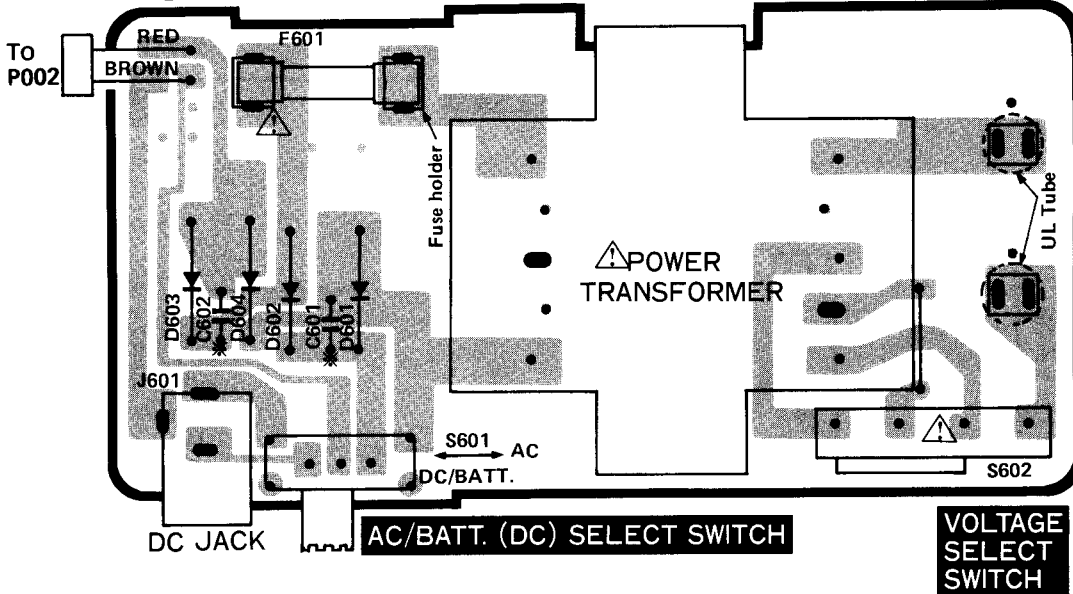 RED
F601
TO
P002
BROWN
Fuse holder
UL Tube
⚠POWER
TRANSFORMER
D603
C602
D604
D602
C601
D601
J601
S601
AC
DC/BATT.
S602
DC JACK
AC/BATT. (DC) SELECT SWITCH
VOLTAGE
SELECT
SWITCH